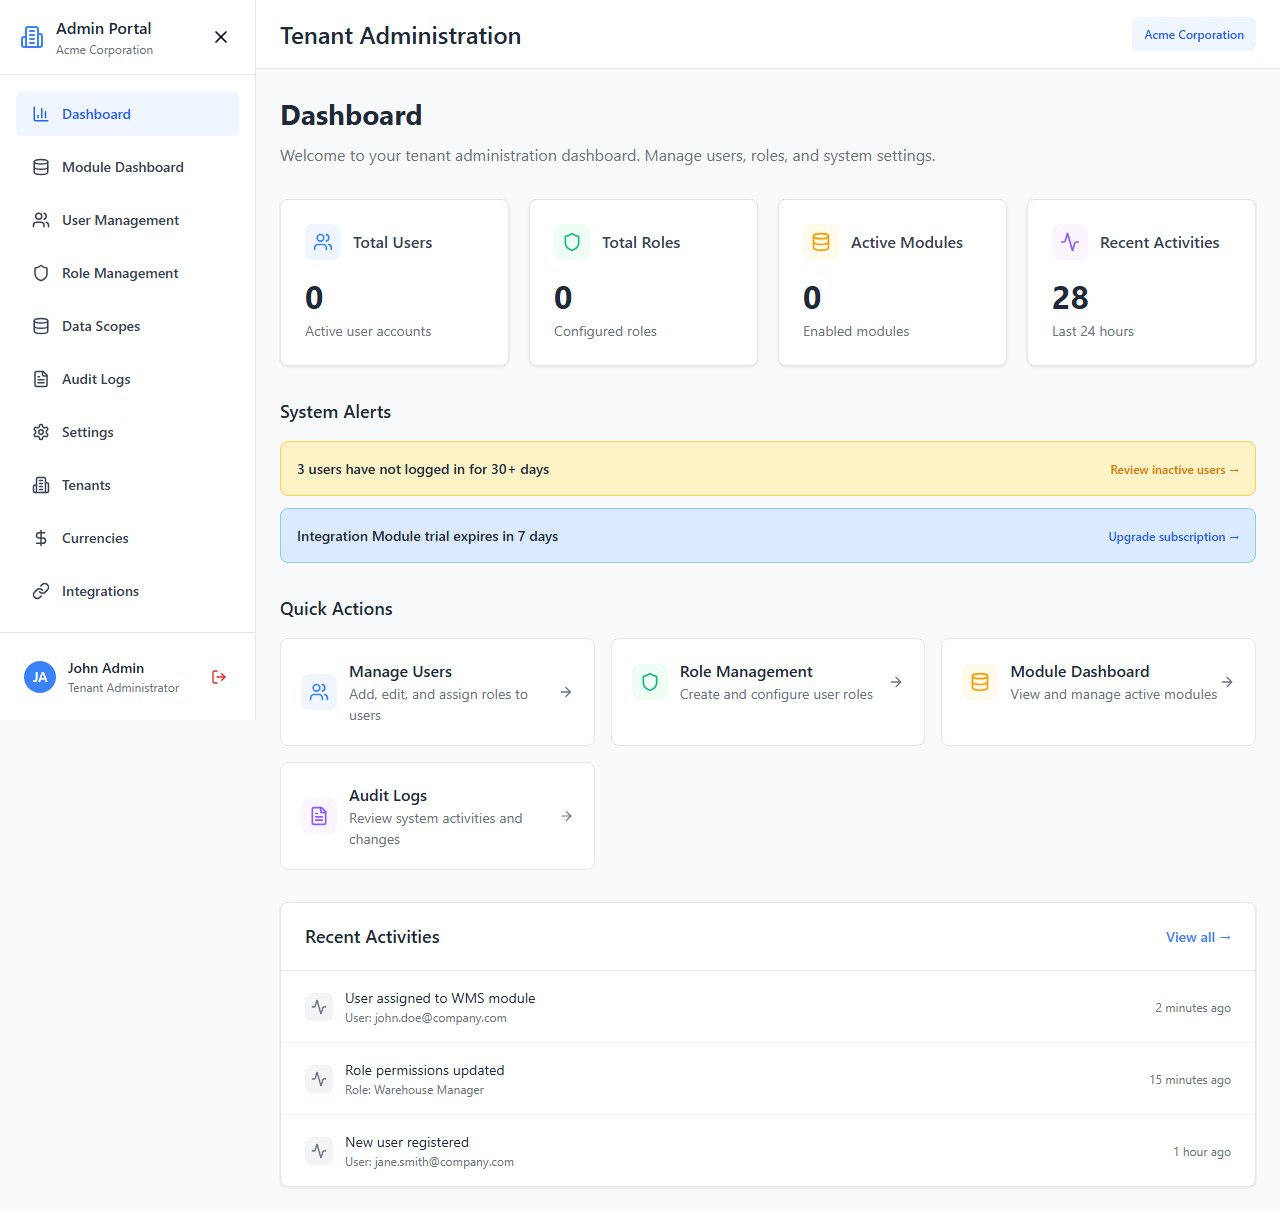 Admin Portal
Acme Corporation
Dashboard
Module Dashboard
User Management
Role Management
Data Scopes
Audit Logs
Settings
Tenants
Currencies
Integrations
JA
John Admin
Tenant Administrator
Tenant Administration
Acme Corporation
Dashboard
Welcome to your tenant administration dashboard. Manage users, roles, and system settings.
Total Users
0
Active user accounts
Total Roles
0
Configured roles
Active Modules
0
Enabled modules
Recent Activities
28
Last 24 hours
System Alerts
3 users have not logged in for 30+ days
Review inactive users →
Integration Module trial expires in 7 days
Upgrade subscription →
Quick Actions
Manage Users
Add, edit, and assign roles to
users
Role Management
Create and configure user roles
Module Dashboard
View and manage active modules
Audit Logs
Review system activities and
changes
Recent Activities
View all →
User assigned to WMS module
User: john.doe@company.com
2 minutes ago
Role permissions updated
Role: Warehouse Manager
15 minutes ago
New user registered
User: jane.smith@company.com
1 hour ago